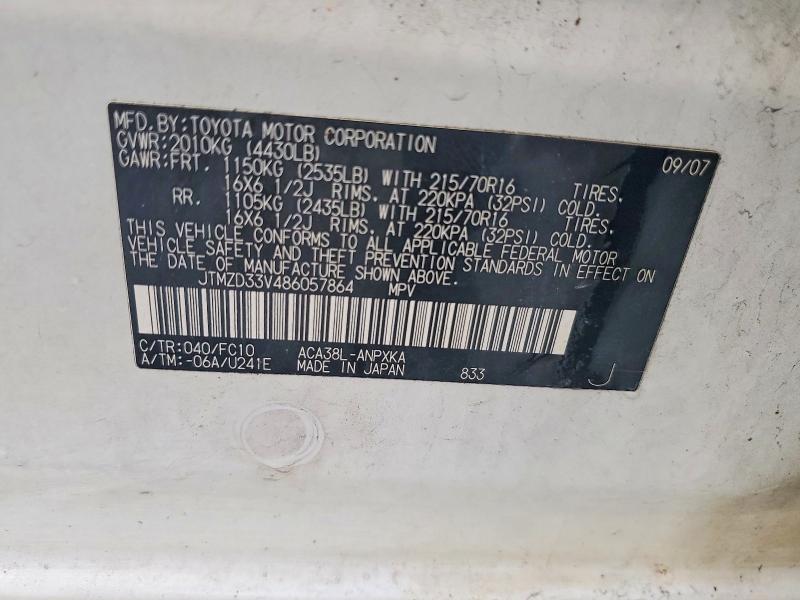 MFD.BY:TOYOTA MOTOR CORPORATION 09/07
GVWR:2010KG (4430LB)
GAWR:FRT. 1150KG (2535LB) WITH 215/70R16 TIRES.
16X6 1/2J RIMS. AT 220KPA (32PSI) COLD.
RR. 1105KG (2435LB) WITH 215/70R16 TIRES.
16X6 1/2J RIMS. AT 220KPA (32PSI) COLD.
THIS VEHICLE CONFORMS TO ALL APPLICABLE FEDERAL MOTOR
VEHICLE SAFETY AND THEFT PREVENTION STANDARDS IN EFFECT ON
THE DATE OF MANUFACTURE SHOWN ABOVE.
JTMZD33V486057864 MPV
C/TR:040/FC10 ACA38L-ANPXKA
A/TM:-06A/U241E MADE IN JAPAN 833 J